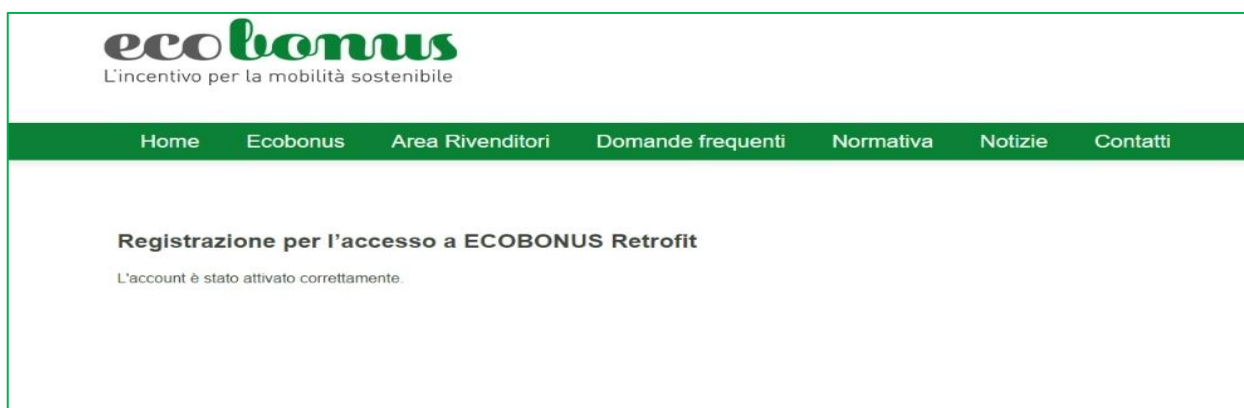 ecobonus
L'incentivo per la mobilità sostenibile
Home Ecobonus Area Rivenditori Domande frequenti Normativa Notizie Contatti
Registrazione per l'accesso a ECOBONUS Retrofit
L'account è stato attivato correttamente.